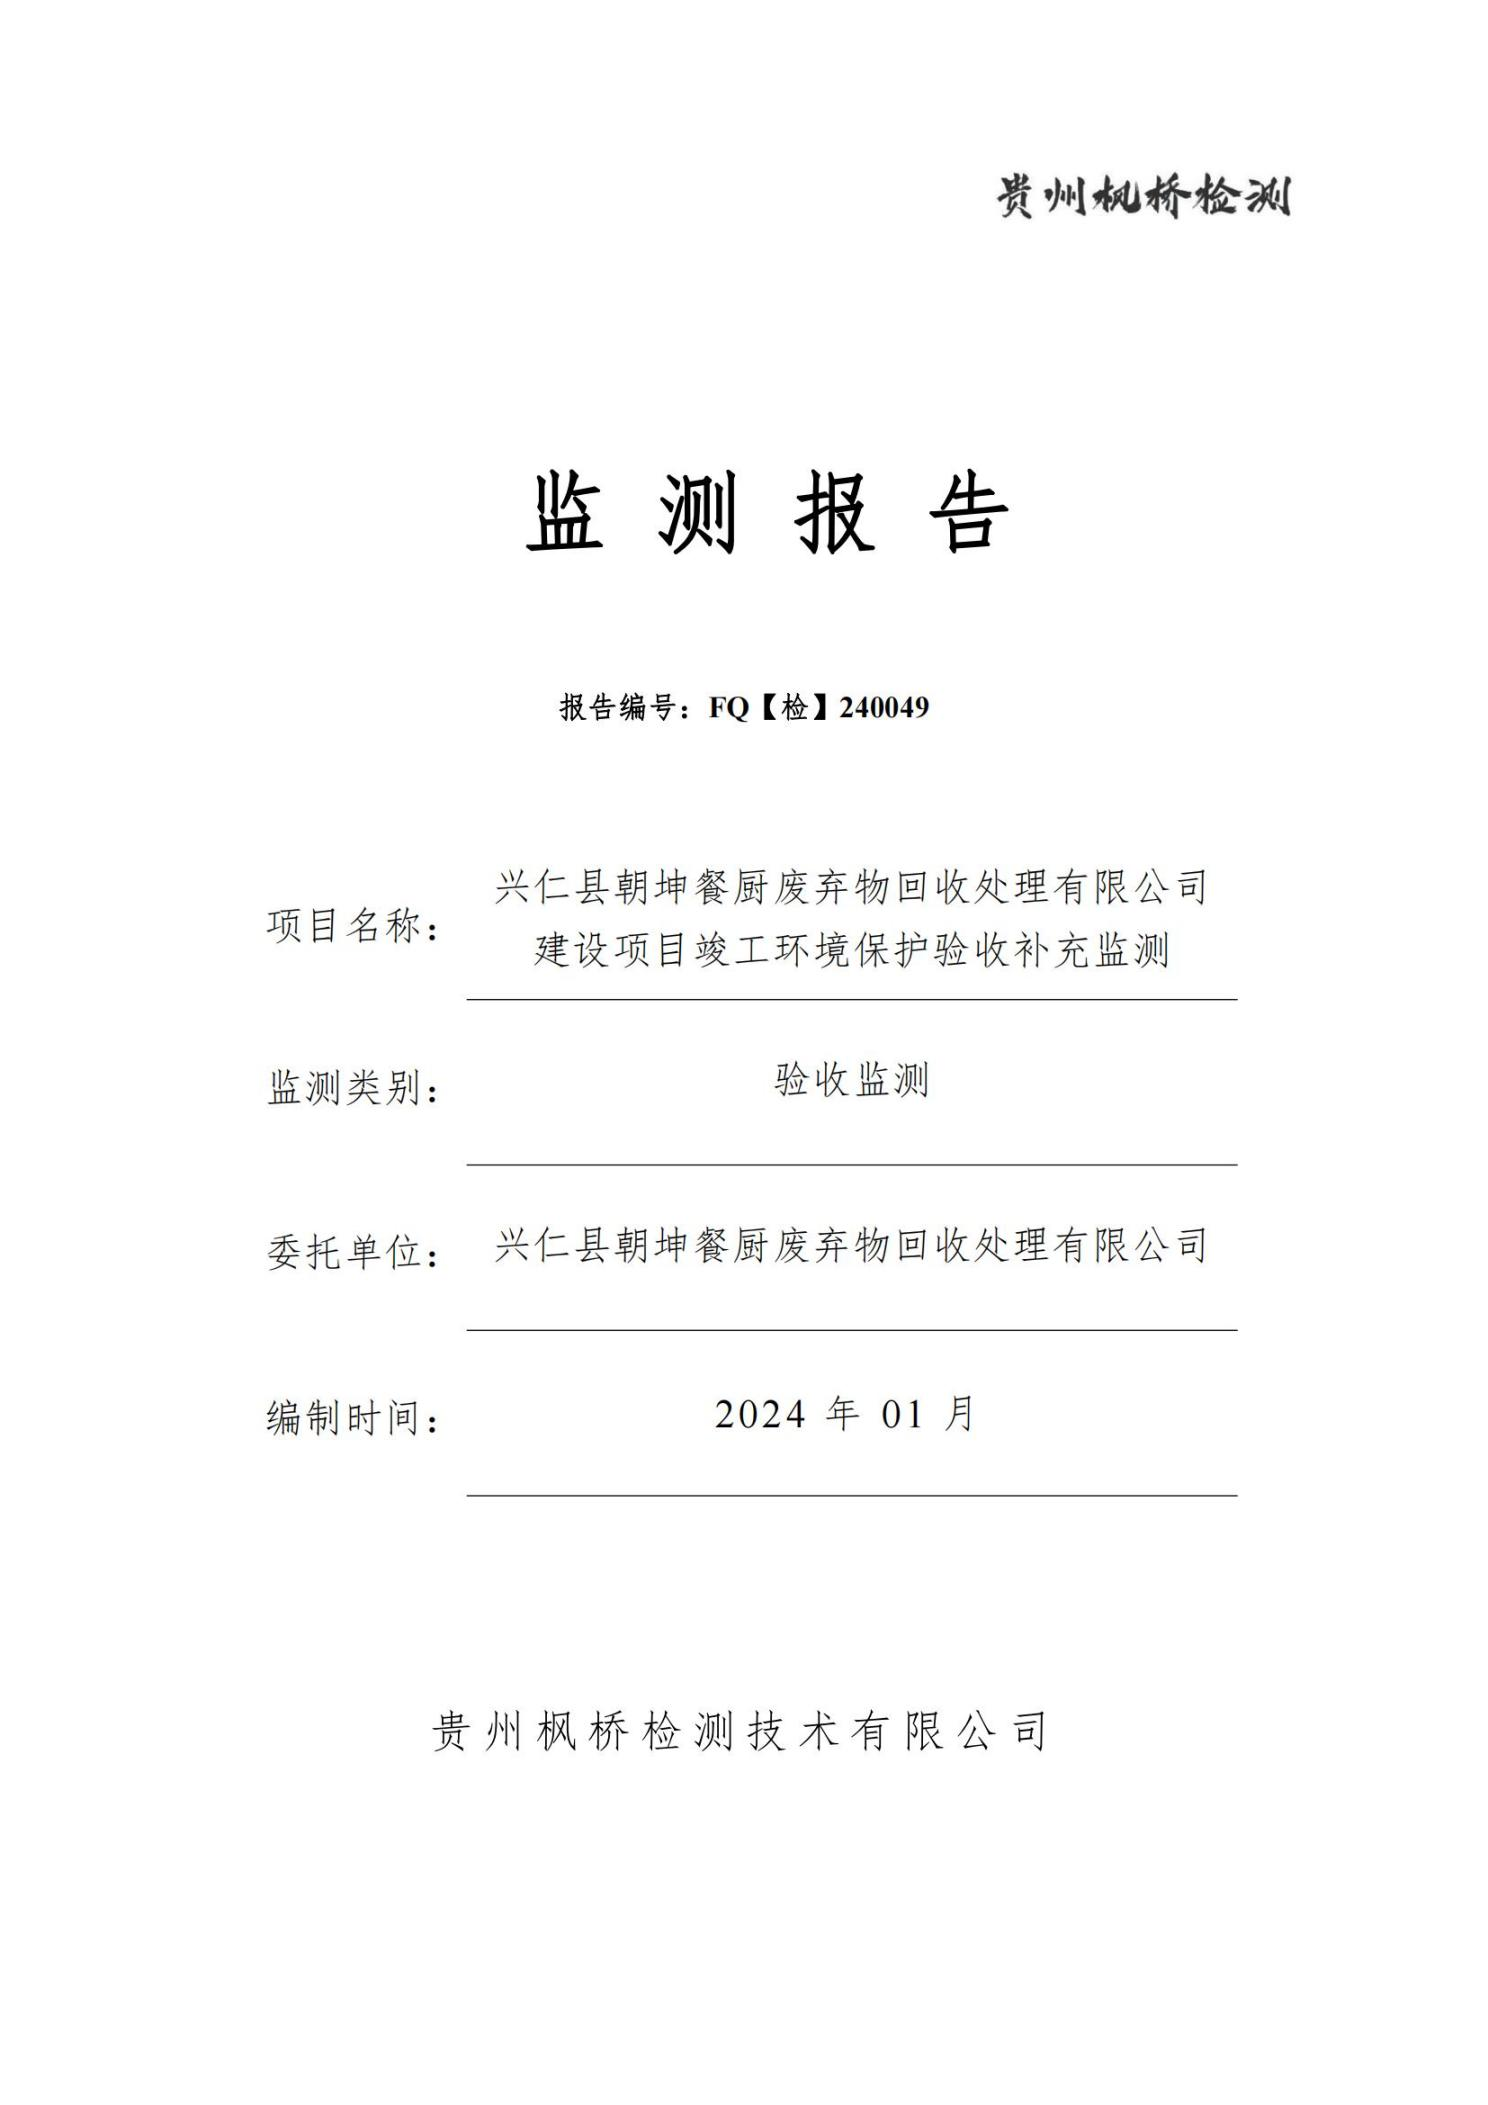 贵州枫桥检测
监测报告
报告编号：FQ【检】240049
项目名称：
兴仁县朝坤餐厨废弃物回收处理有限公司
建设项目竣工环境保护验收补充监测
监测类别：
验收监测
委托单位：
兴仁县朝坤餐厨废弃物回收处理有限公司
编制时间：
2024 年 01 月
贵州枫桥检测技术有限公司